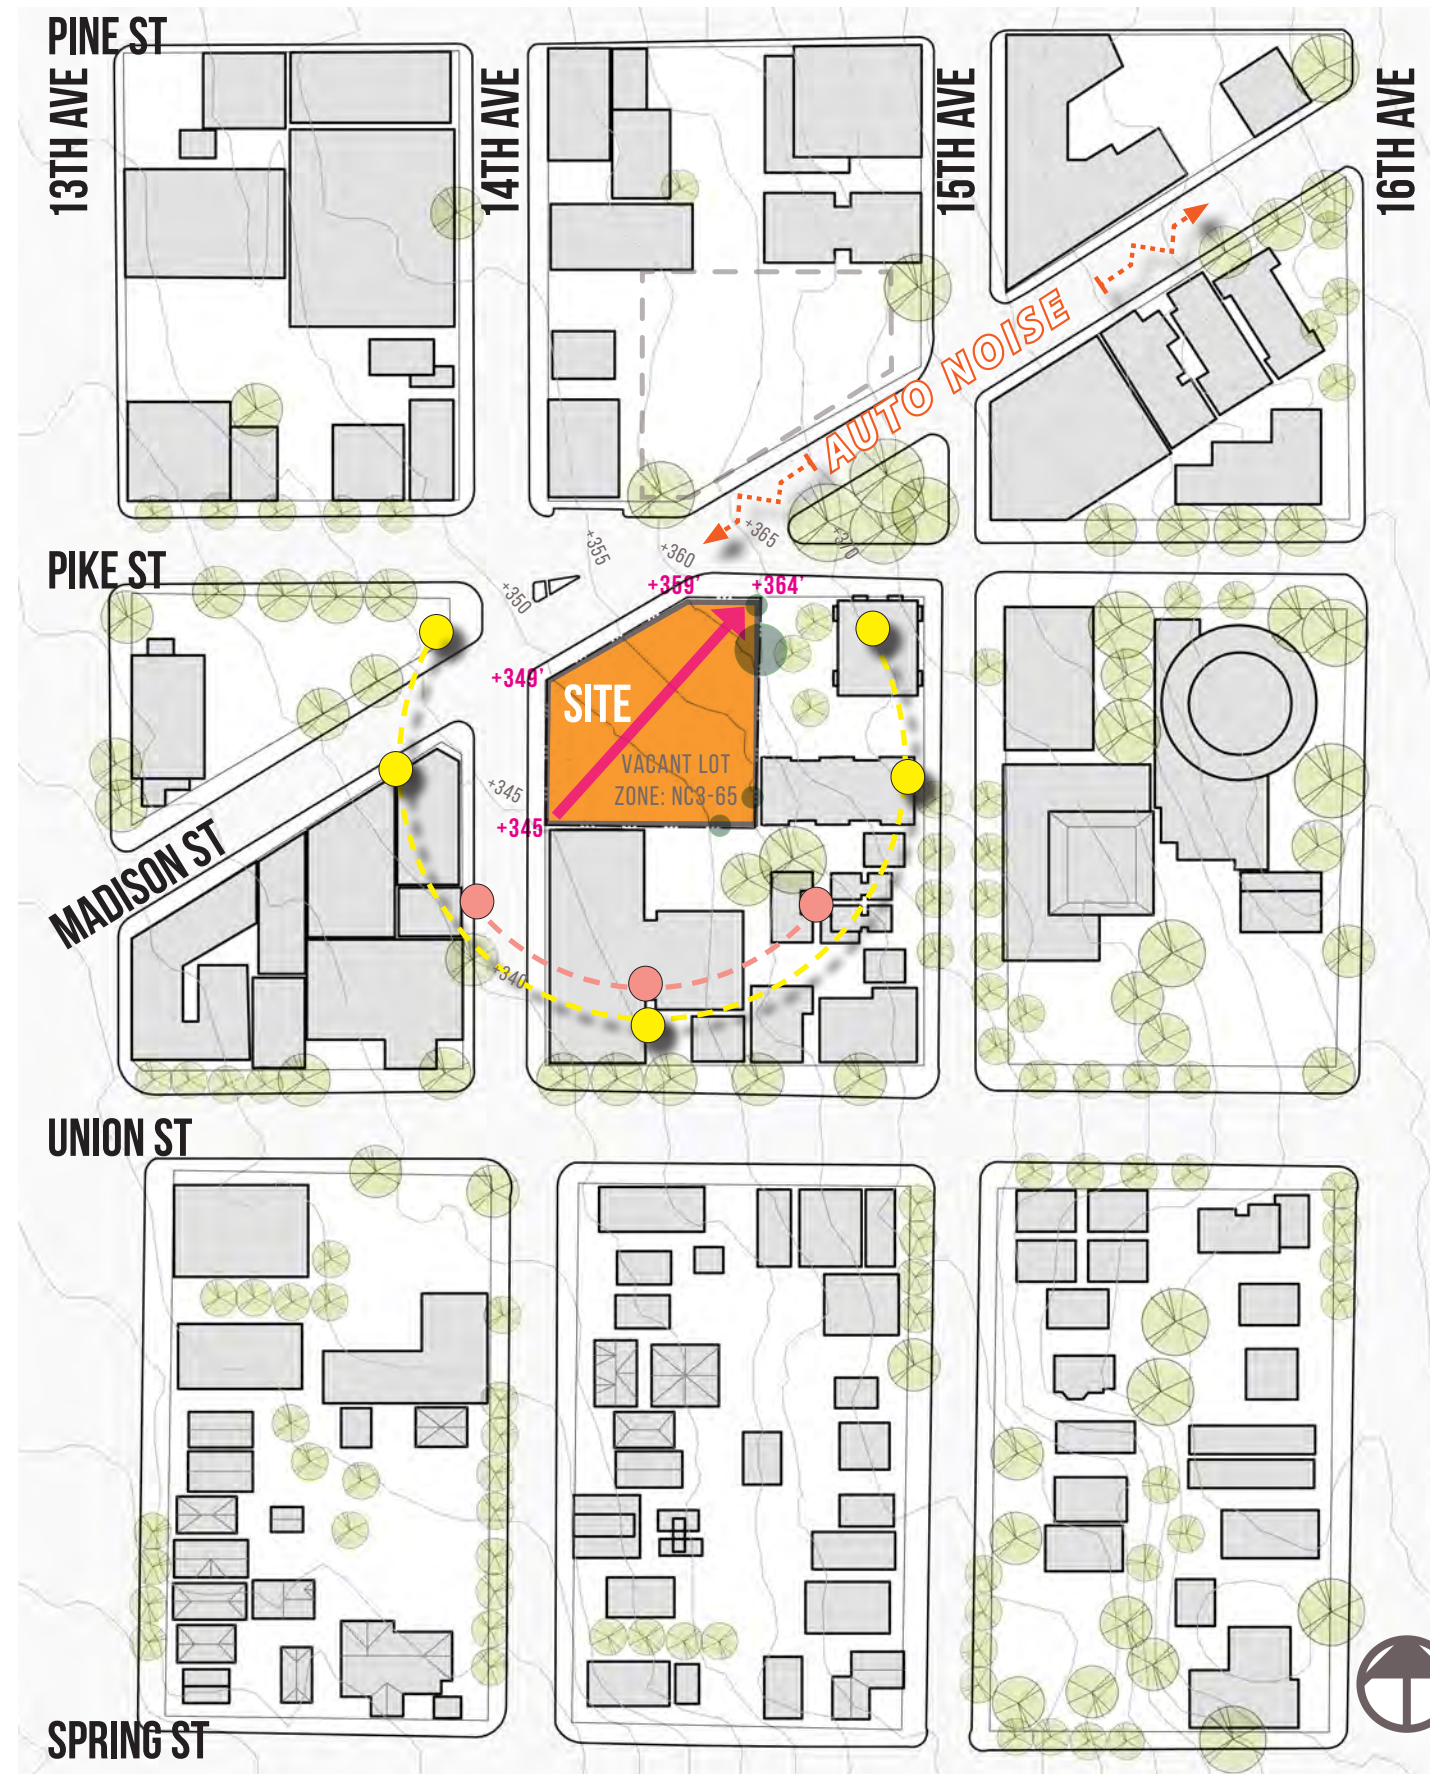 PINE ST
13TH AVE
14TH AVE
15TH AVE
16TH AVE
AUTO NOISE
PIKE ST
+355
+360
+365
+370
+350
+359'
+364'
+349'
SITE
VACANT LOT
ZONE: NC3-65
+345
+345'
MADISON ST
+340
UNION ST
SPRING ST